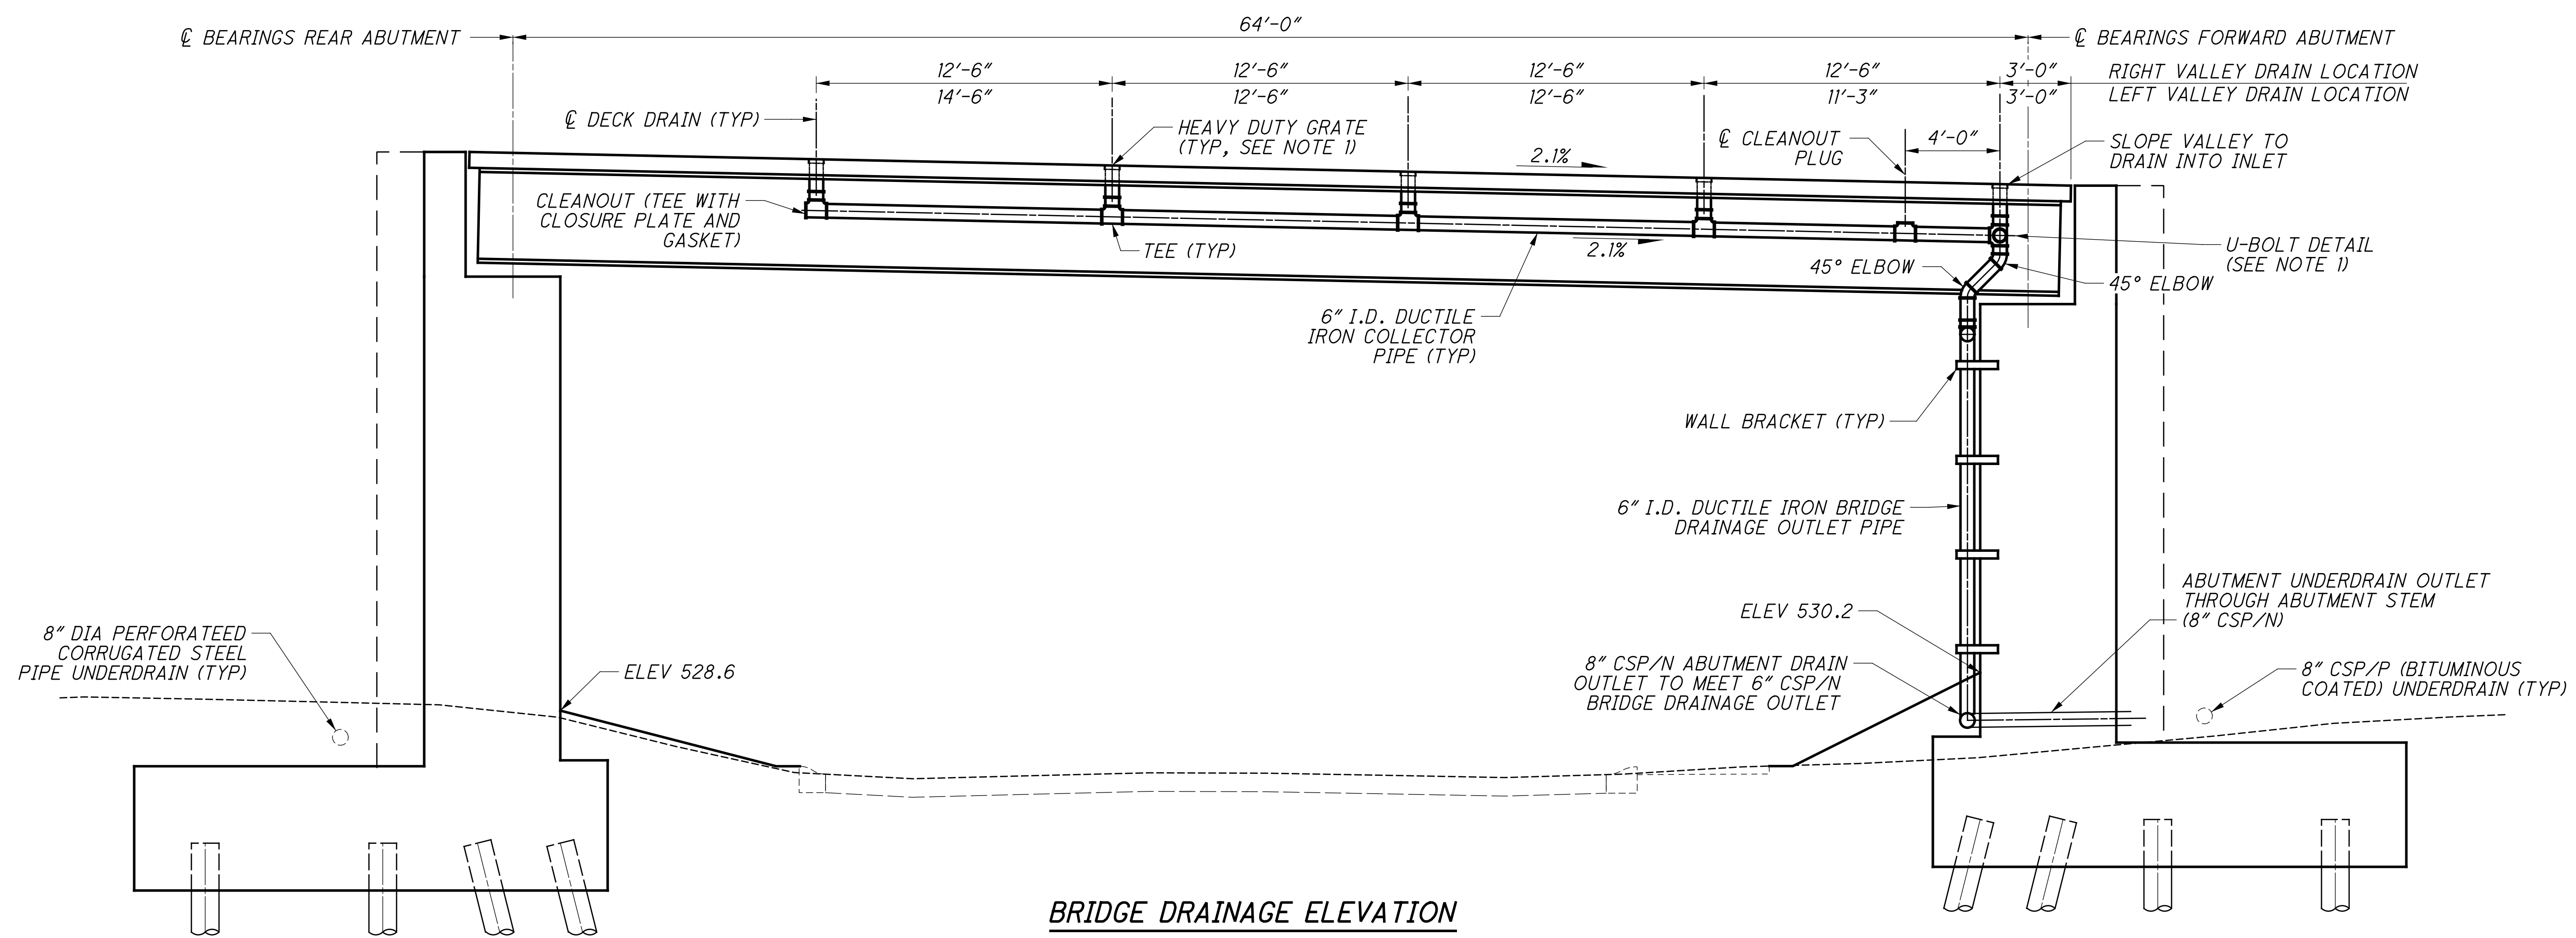 64'-0"
℄ BEARINGS REAR ABUTMENT
℄ BEARINGS FORWARD ABUTMENT
12'-6" 12'-6" 12'-6" 12'-6" 3'-0" RIGHT VALLEY DRAIN LOCATION
14'-6" 12'-6" 12'-6" 11'-3" 3'-0" LEFT VALLEY DRAIN LOCATION
℄ DECK DRAIN (TYP)
HEAVY DUTY GRATE
(TYP, SEE NOTE 1)
2.1%
℄ CLEANOUT
PLUG
4'-0"
SLOPE VALLEY TO
DRAIN INTO INLET
CLEANOUT (TEE WITH
CLOSURE PLATE AND
GASKET)
TEE (TYP)
2.1%
U-BOLT DETAIL
(SEE NOTE 1)
45° ELBOW
45° ELBOW
6" I.D. DUCTILE
IRON COLLECTOR
PIPE (TYP)
WALL BRACKET (TYP)
6" I.D. DUCTILE IRON BRIDGE
DRAINAGE OUTLET PIPE
ABUTMENT UNDERDRAIN OUTLET
THROUGH ABUTMENT STEM
(8" CSP/N)
ELEV 530.2
8" DIA PERFORATEED
CORRUGATED STEEL
PIPE UNDERDRAIN (TYP)
ELEV 528.6
8" CSP/N ABUTMENT DRAIN
OUTLET TO MEET 6" CSP/N
BRIDGE DRAINAGE OUTLET
8" CSP/P (BITUMINOUS
COATED) UNDERDRAIN (TYP)
BRIDGE DRAINAGE ELEVATION